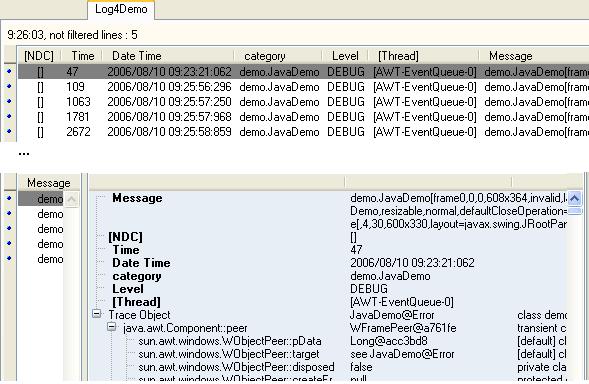 Log4Demo
9:26:03, not filtered lines : 5
[NDC] Time Date Time category Level [Thread] Message
[] 47 2006/08/10 09:23:21:062 demo.JavaDemo DEBUG [AWT-EventQueue-0] demo.JavaDemo[frame
[] 109 2006/08/10 09:25:56:296 demo.JavaDemo DEBUG [AWT-EventQueue-0] demo.JavaDemo[frame
[] 1063 2006/08/10 09:25:57:250 demo.JavaDemo DEBUG [AWT-EventQueue-0] demo.JavaDemo[frame
[] 1781 2006/08/10 09:25:57:968 demo.JavaDemo DEBUG [AWT-EventQueue-0] demo.JavaDemo[frame
[] 2672 2006/08/10 09:25:58:859 demo.JavaDemo DEBUG [AWT-EventQueue-0] demo.JavaDemo[frame
...
Message
demo
demo
demo
demo
demo
Message demo.JavaDemo[frame0,0,0,608x364,invalid,l
Demo,resizable,normal,defaultCloseOperation=
e[,4,30,600x330,layout=javax.swing.JRootPar
[NDC] []
Time 47
Date Time 2006/08/10 09:23:21:062
category demo.JavaDemo
Level DEBUG
[Thread] [AWT-EventQueue-0]
Trace Object JavaDemo@Error class demo
java.awt.Component::peer WFramePeer@a761fe transient c
sun.awt.windows.WObjectPeer::pData Long@acc3bd8 [default] cl
sun.awt.windows.WObjectPeer::target see JavaDemo@Error [default] cl
sun.awt.windows.WObjectPeer::disposed false private cla
sun.awt.windows.WObjectPeer::createEr null protected